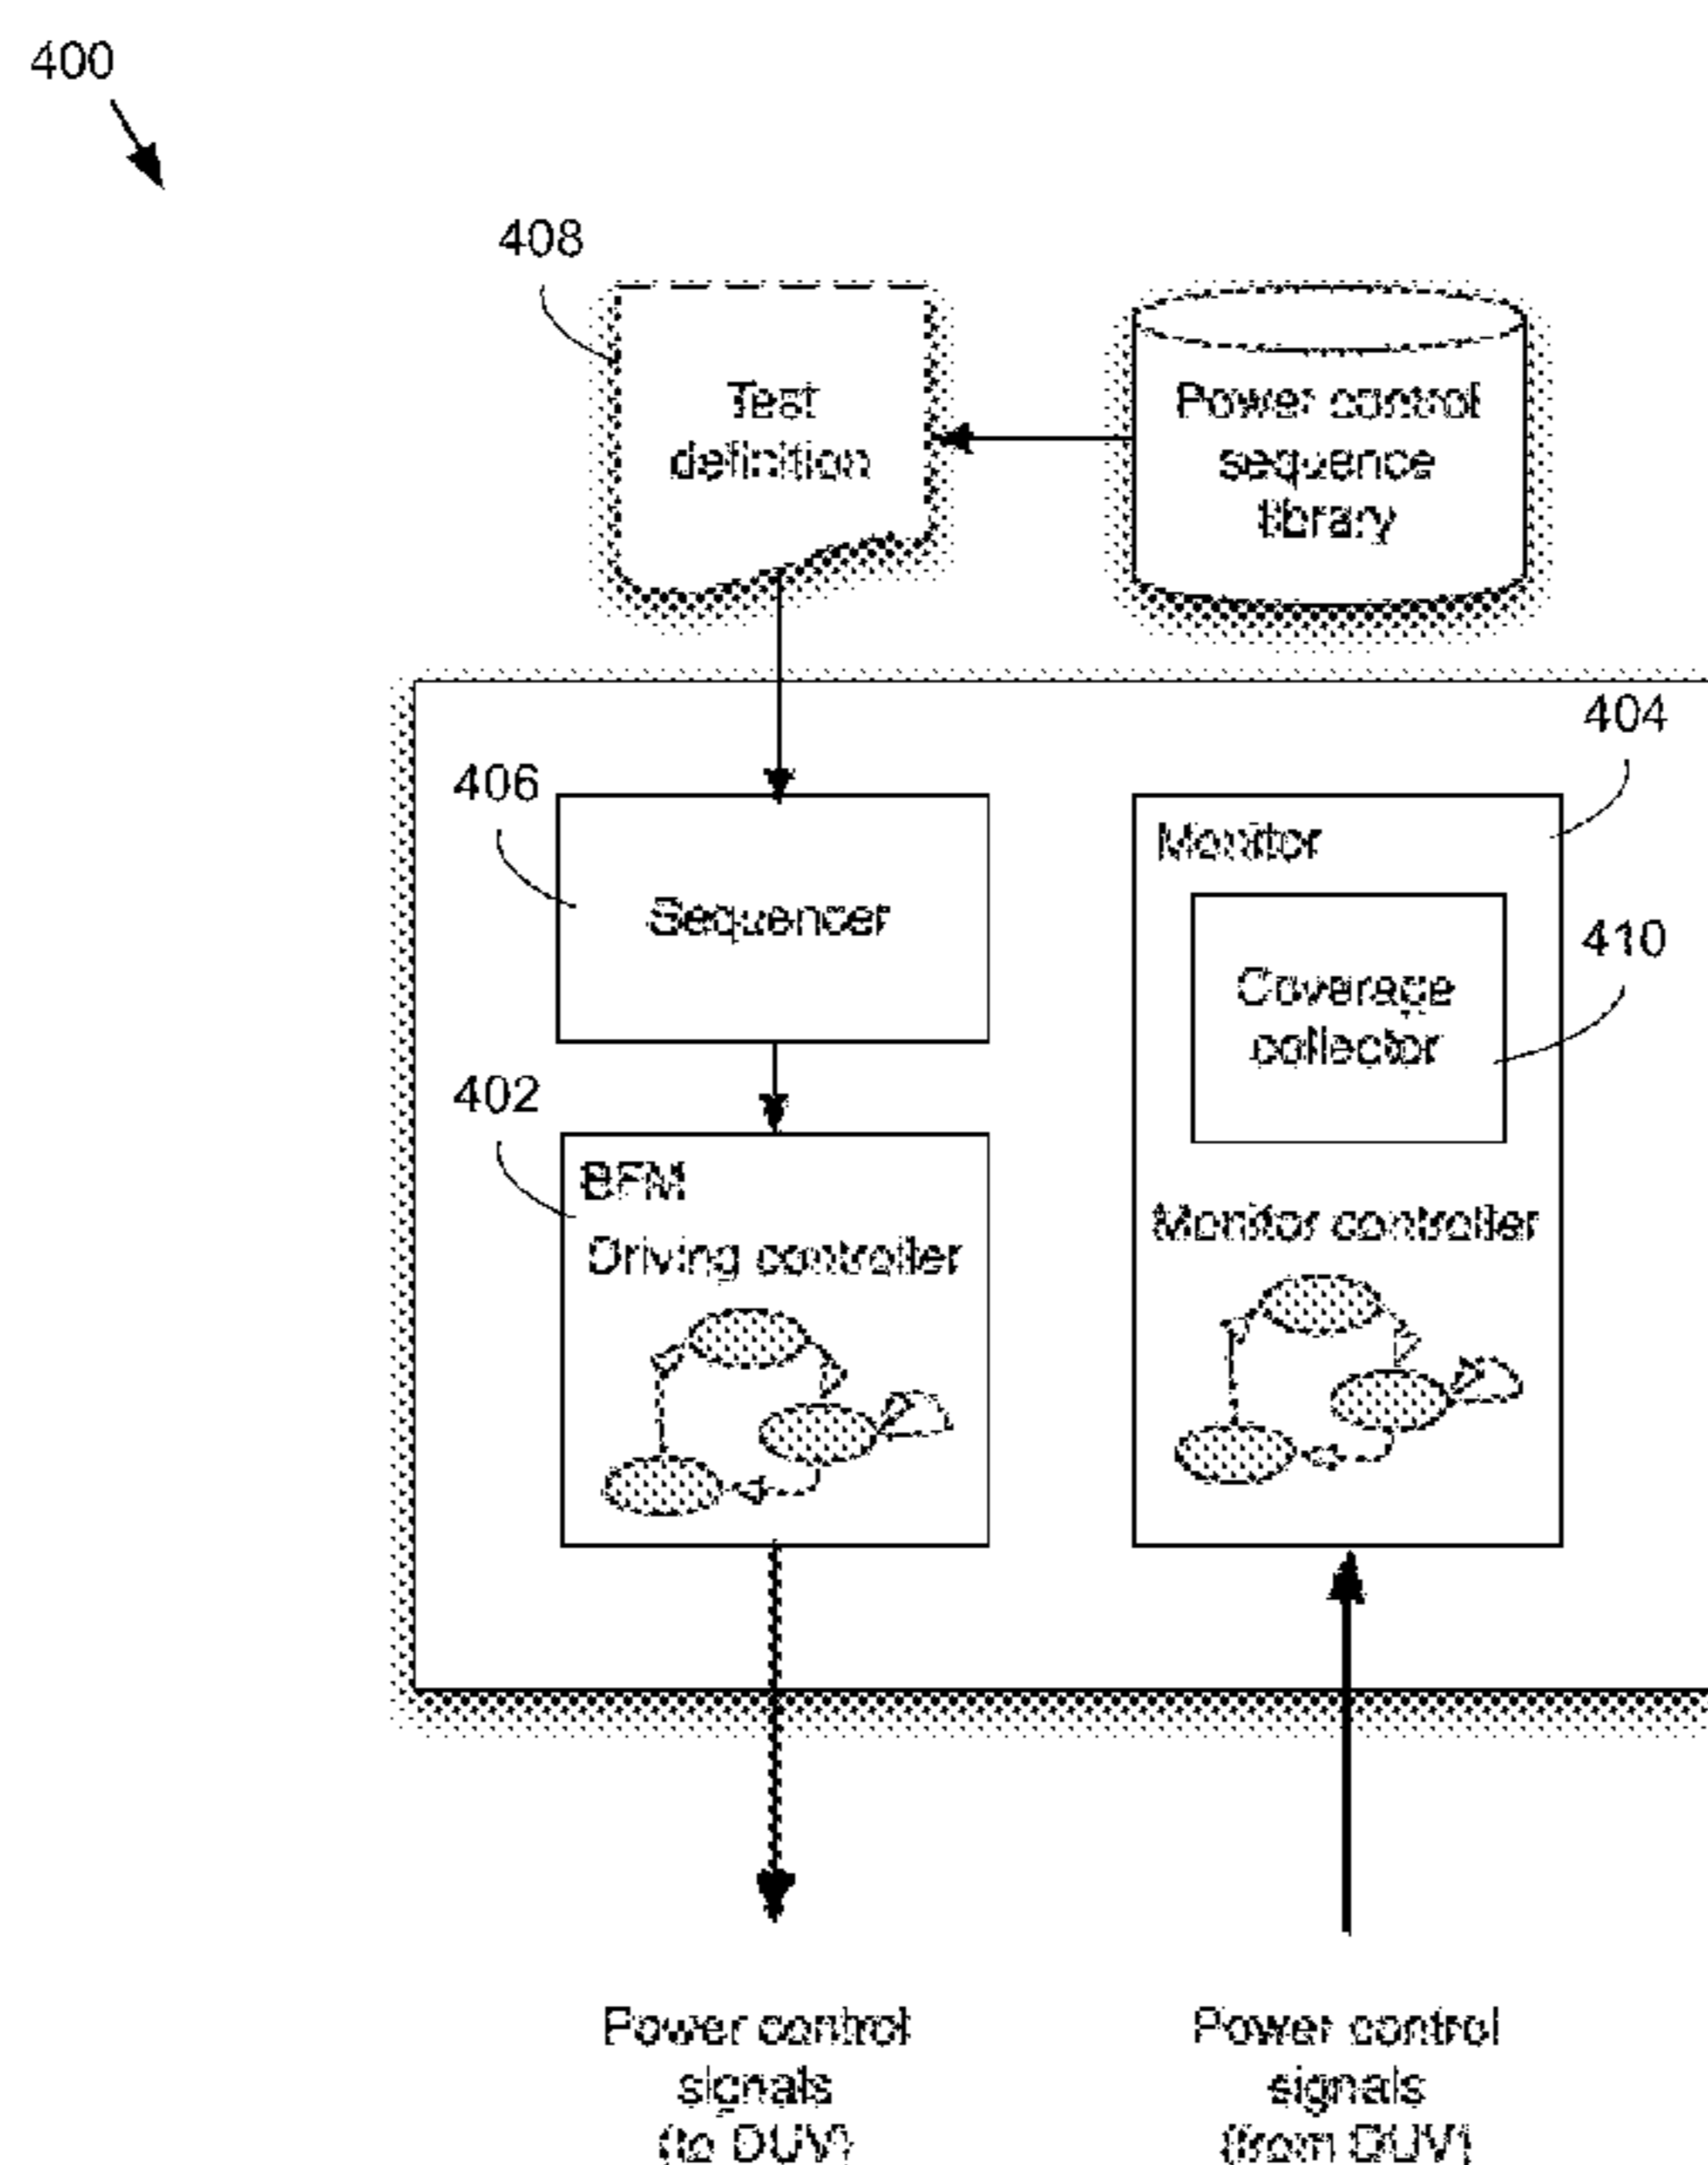 400
408
Test
definition
Power control
sequence
library
404
406
Monitor
Sequencer
410
Coverage
collector
402
BFM
Driving controller
Monitor controller
Power control
signals
(to DUV)
Power control
signals
(from DUV)